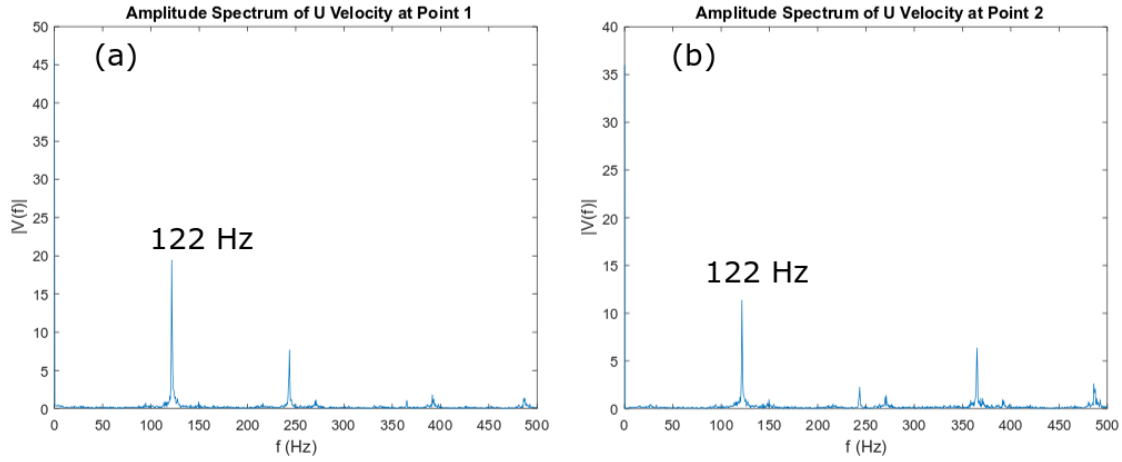 Amplitude Spectrum of U Velocity at Point 1
(a)
122 Hz
|V(f)|
50
45
40
35
30
25
20
15
10
5
0
0 50 100 150 200 250 300 350 400 450 500
f (Hz)
Amplitude Spectrum of U Velocity at Point 2
(b)
122 Hz
|V(f)|
40
35
30
25
20
15
10
5
0
0 50 100 150 200 250 300 350 400 450 500
f (Hz)